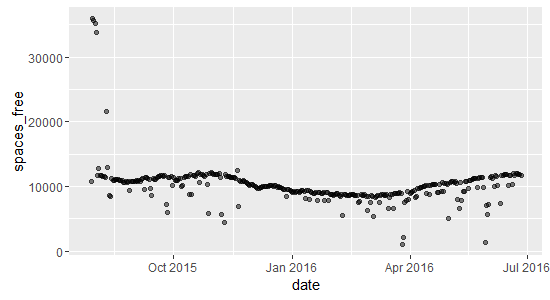 spaces_free
30000
20000
10000
0
Oct 2015
Jan 2016
Apr 2016
Jul 2016
date